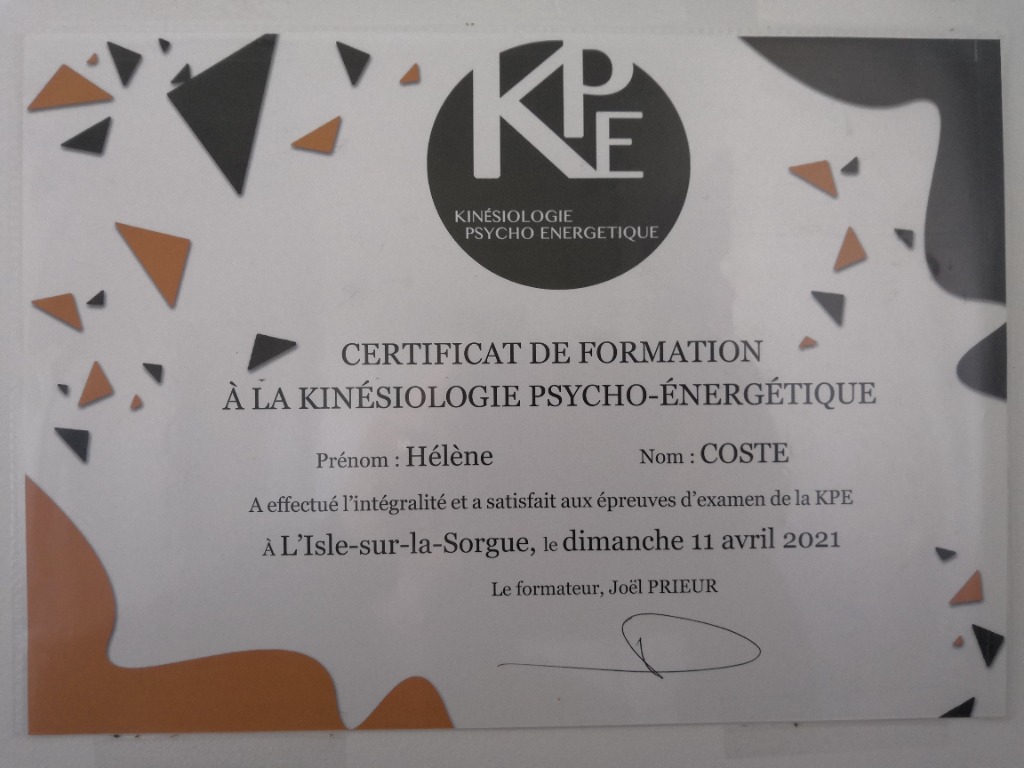 KPE
KINÉSIOLOGIE
PSYCHO ENERGETIQUE
CERTIFICAT DE FORMATION
À LA KINÉSIOLOGIE PSYCHO-ÉNERGÉTIQUE
Prénom : Hélène Nom : COSTE
A effectué l'intégralité et a satisfait aux épreuves d'examen de la KPE
À L'Isle-sur-la-Sorgue, le dimanche 11 avril 2021
Le formateur, Joël PRIEUR